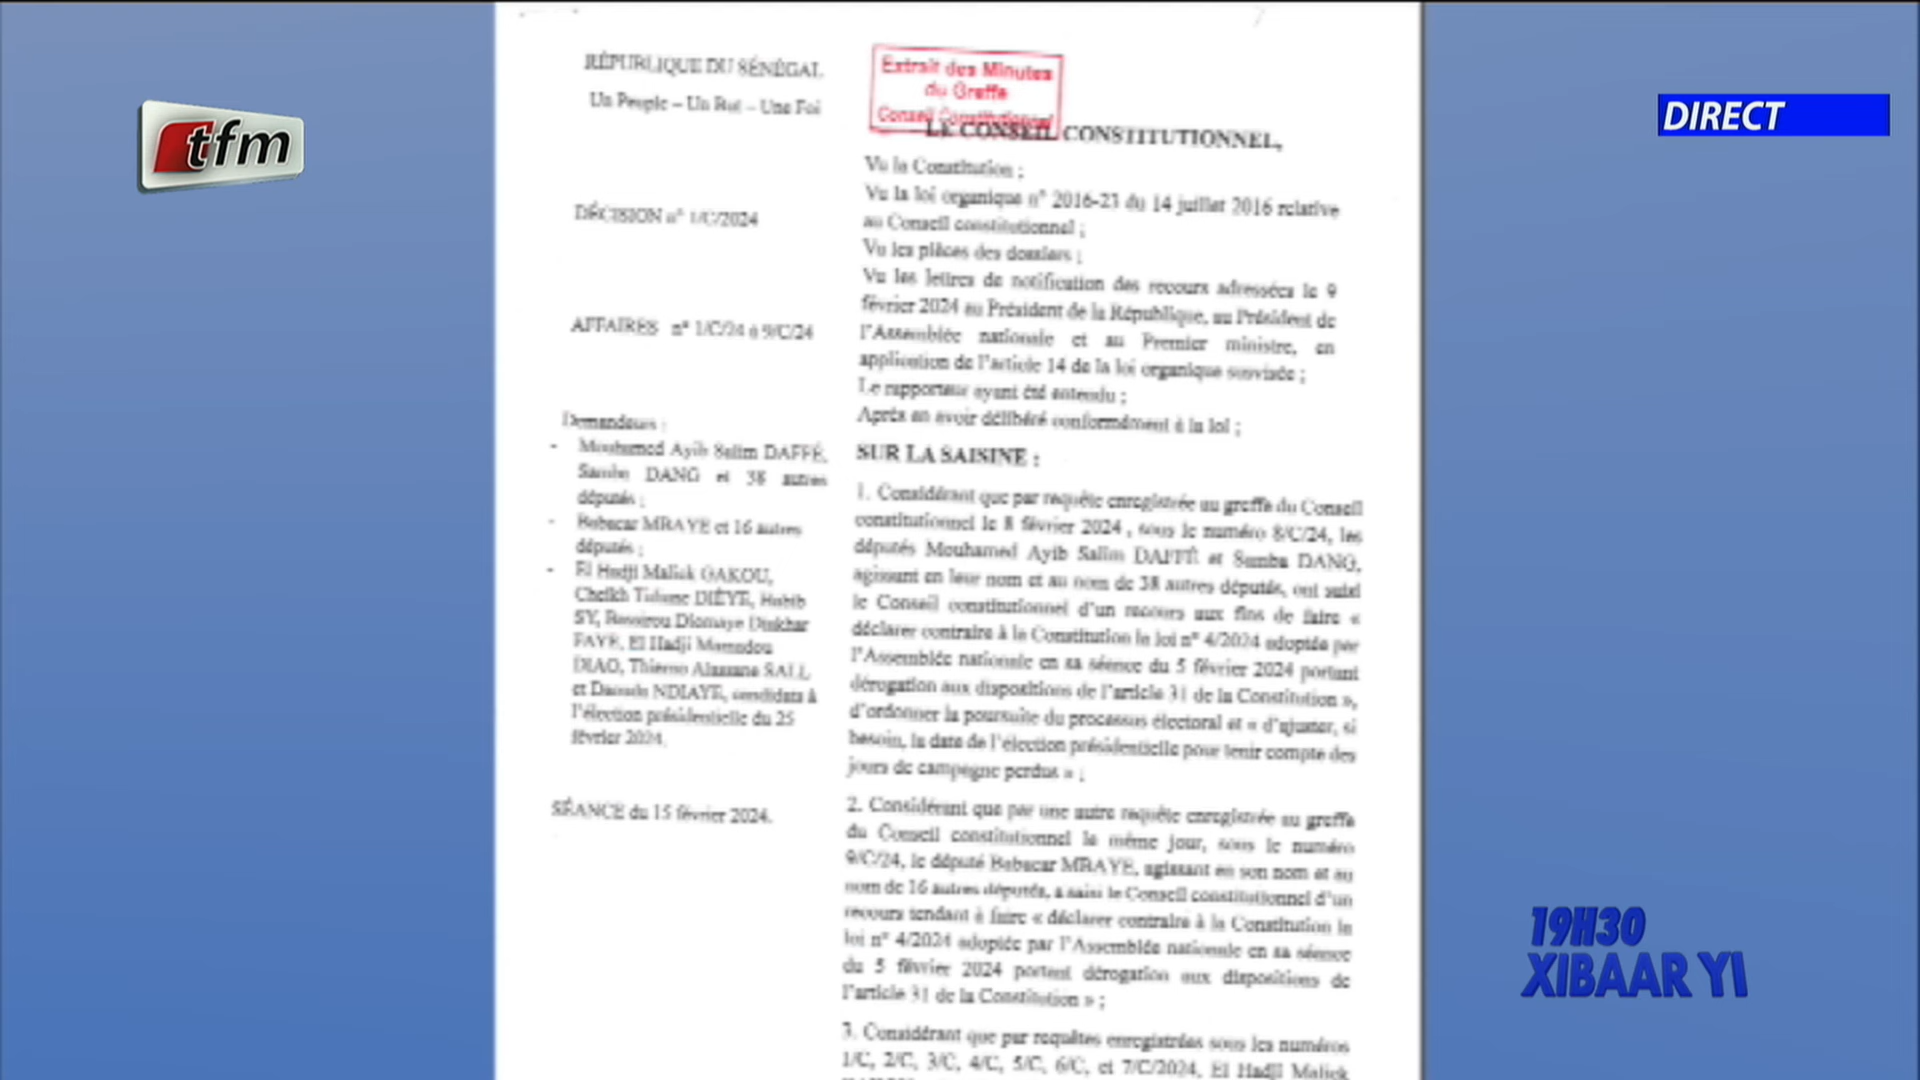 tfm
DIRECT
RÉPUBLIQUE DU SÉNÉGAL
Un Peuple – Un But – Une Foi
DÉCISION n° 1/C/2024
AFFAIRES n° 1/C/24 à 9/C/24
Demandeurs :
- Mouhamed Ayib Salim DAFFÉ,
Samba DANG et 38 autres
députés ;
- Babacar MBAYE et 16 autres
députés ;
- El Hadji Malick GAKOU,
Cheikh Tidiane DIÈYE, Habib
SY, Bassirou Diomaye Diakhar
FAYE, El Hadji Mamadou
DIAO, Thierno Alassane SALL
et Daouda NDIAYE, candidats à
l'élection présidentielle du 25
février 2024.
SÉANCE du 15 février 2024.
Extrait des Minutes
du Greffe
Conseil Constitutionnel
LE CONSEIL CONSTITUTIONNEL,
Vu la Constitution ;
Vu la loi organique n° 2016-23 du 14 juillet 2016 relative
au Conseil constitutionnel ;
Vu les pièces des dossiers ;
Vu les lettres de notification des recours adressées le 9
février 2024 au Président de la République, au Président de
l'Assemblée nationale et au Premier ministre, en
application de l'article 14 de la loi organique susvisée ;
Le rapporteur ayant été entendu ;
Après en avoir délibéré conformément à la loi ;
SUR LA SAISINE :
1. Considérant que par requête enregistrée au greffe du Conseil
constitutionnel le 8 février 2024 , sous le numéro 8/C/24, les
députés Mouhamed Ayib Salim DAFFÉ et Samba DANG,
agissant en leur nom et au nom de 38 autres députés, ont saisi
le Conseil constitutionnel d'un recours aux fins de faire «
déclarer contraire à la Constitution la loi n° 4/2024 adoptée par
l'Assemblée nationale en sa séance du 5 février 2024 portant
dérogation aux dispositions de l'article 31 de la Constitution »,
d'ordonner la poursuite du processus électoral et « d'ajuster, si
besoin, la date de l'élection présidentielle pour tenir compte des
jours de campagne perdus » ;
2. Considérant que par une autre requête enregistrée au greffe
du Conseil constitutionnel le même jour, sous le numéro
9/C/24, le député Babacar MBAYE, agissant en son nom et au
nom de 16 autres députés, a saisi le Conseil constitutionnel d'un
recours tendant à faire « déclarer contraire à la Constitution la
loi n° 4/2024 adoptée par l'Assemblée nationale en sa séance
du 5 février 2024 portant dérogation aux dispositions de
l'article 31 de la Constitution » ;
3. Considérant que par requêtes enregistrées sous les numéros
1/C, 2/C, 3/C, 4/C, 5/C, 6/C, et 7/C/2024, El Hadji Malick
19H30
XIBAAR YI